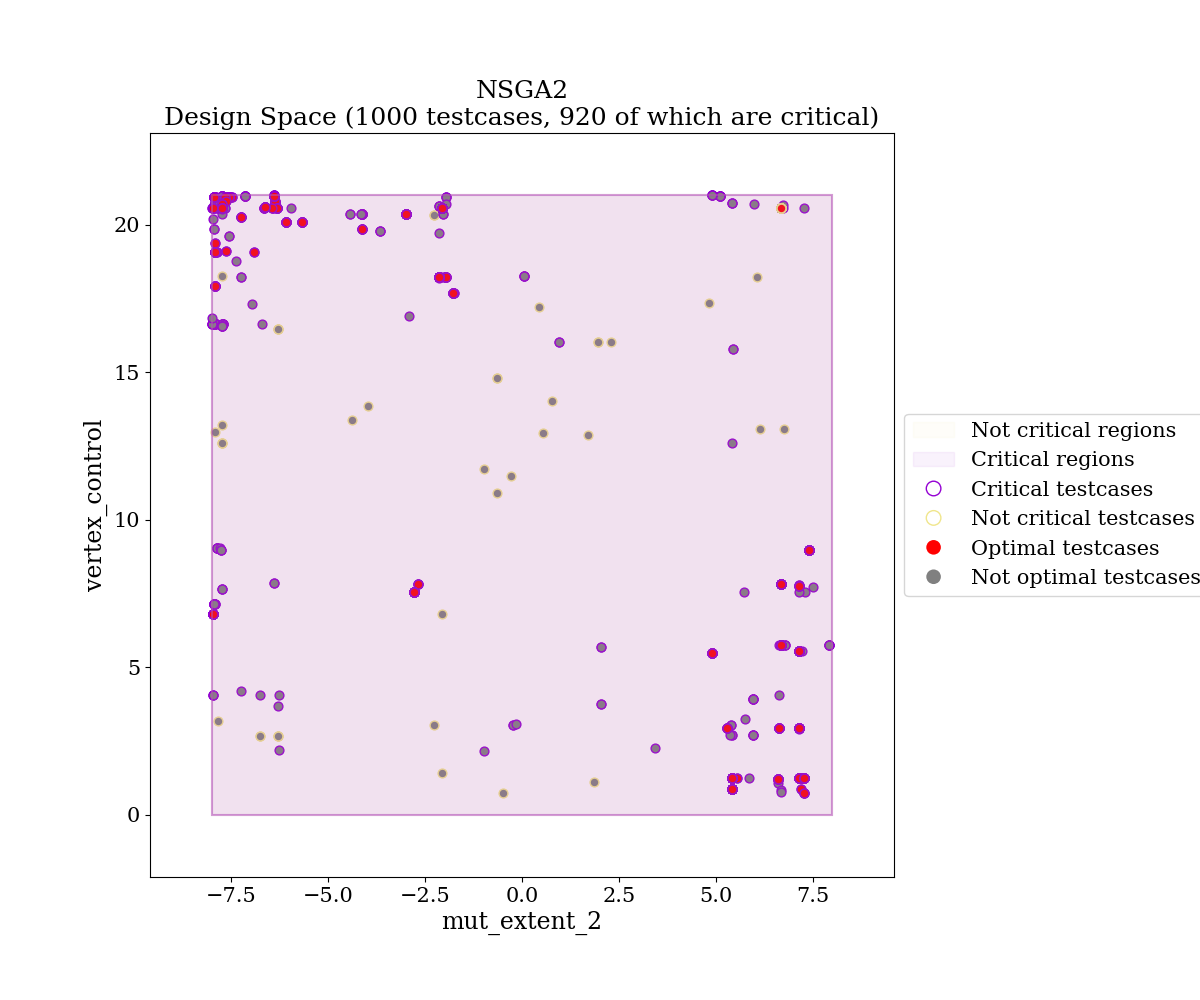 NSGA2
Design Space (1000 testcases, 920 of which are critical)
20
15
10
5
0
vertex_control
−7.5
−5.0
−2.5
0.0
2.5
5.0
7.5
mut_extent_2
Not critical regions
Critical regions
Critical testcases
Not critical testcases
Optimal testcases
Not optimal testcases